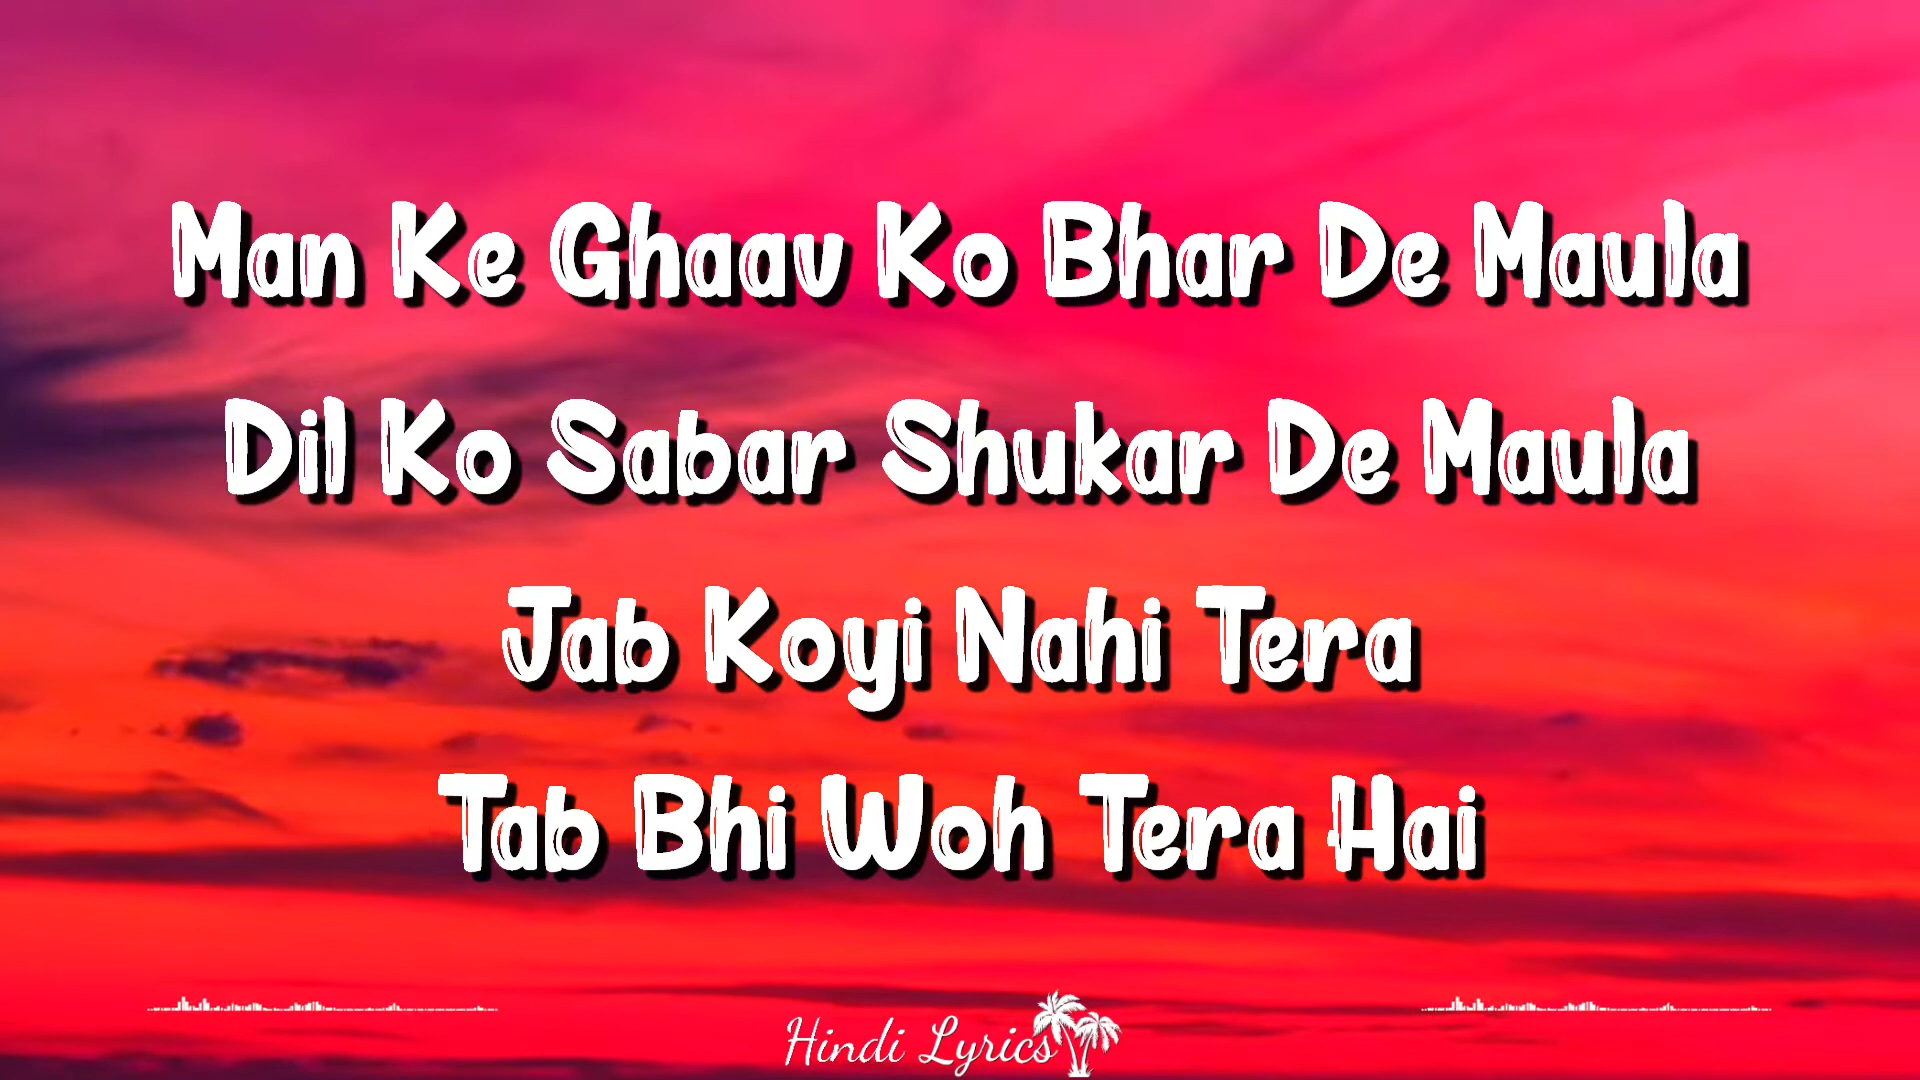 Man Ke Ghaav Ko Bhar De Maula
Dil Ko Sabar Shukar De Maula
Jab Koyi Nahi Tera
Tab Bhi Woh Tera Hai
Hindi Lyrics